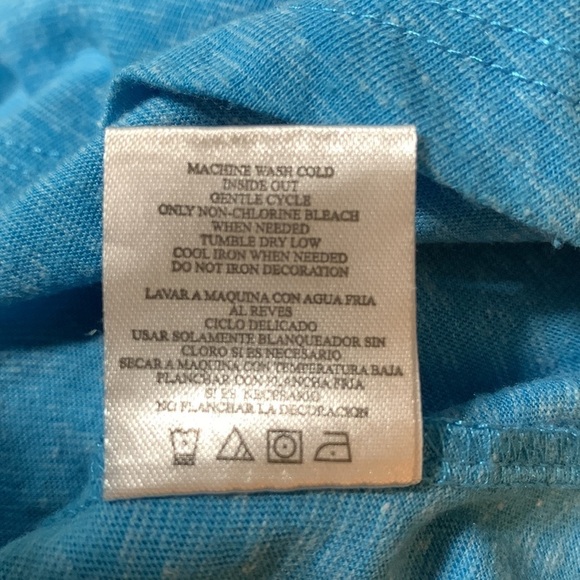 MACHINE WASH COLD
INSIDE OUT
GENTLE CYCLE
ONLY NON-CHLORINE BLEACH
WHEN NEEDED
TUMBLE DRY LOW
COOL IRON WHEN NEEDED
DO NOT IRON DECORATION
LAVAR A MAQUINA CON AGUA FRIA
AL REVES
CICLO DELICADO
USAR SOLAMENTE BLANQUEADOR SIN
CLORO SI ES NECESARIO
SECAR A MAQUINA CON TEMPERATURA BAJA
PLANCHAR CON PLANCHA FRIA
SI ES NECESARIO
NO PLANCHAR LA DECORACION